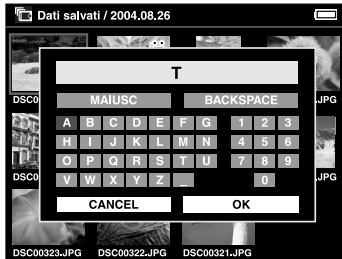 Dati salvati / 2004.08.26
T
MAIUSC BACKSPACE
DSC0 .JPG
A B C D E F G 1 2 3
H I J K L M N 4 5 6
O P Q R S T U 7 8 9
DSC0 .JPG
V W X Y Z _ 0
CANCEL OK
DSC00323.JPG DSC00322.JPG DSC00321.JPG